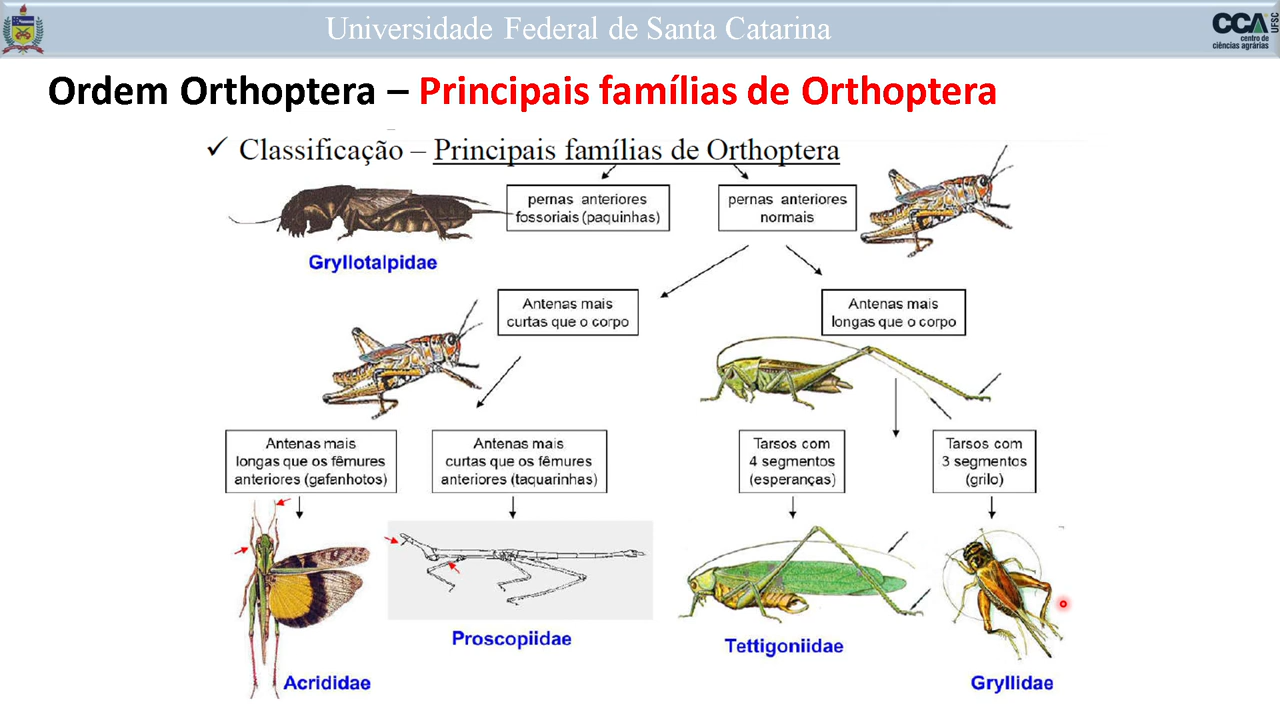 Universidade Federal de Santa Catarina
CCA
UFSC
centro de
ciências agrárias
Ordem Orthoptera – Principais famílias de Orthoptera
✓ Classificação – Principais famílias de Orthoptera
pernas anteriores
fossoriais (paquinhas)
pernas anteriores
normais
Gryllotalpidae
Antenas mais
curtas que o corpo
Antenas mais
longas que o corpo
Antenas mais
longas que os fêmures
anteriores (gafanhotos)
Antenas mais
curtas que os fêmures
anteriores (taquarinhas)
Tarsos com
4 segmentos
(esperanças)
Tarsos com
3 segmentos
(grilo)
Proscopiidae
Tettigoniidae
Acrididae
Gryllidae